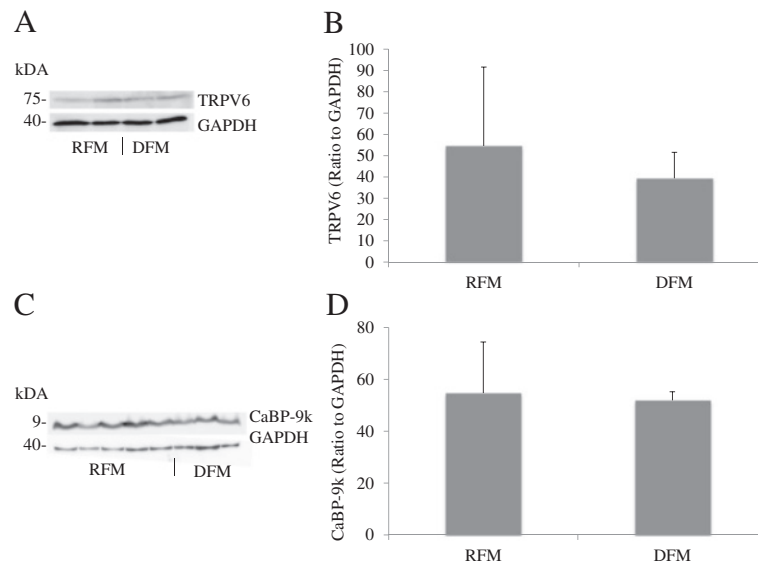 A
kDA
75-
TRPV6
40-
GAPDH
RFM | DFM
B
TRPV6 (Ratio to GAPDH)
100
90
80
70
60
50
40
30
20
10
0
RFM DFM
C
kDA
9-
CaBP-9k
GAPDH
40-
RFM | DFM
D
CaBP-9k (Ratio to GAPDH)
80
60
40
20
0
RFM DFM